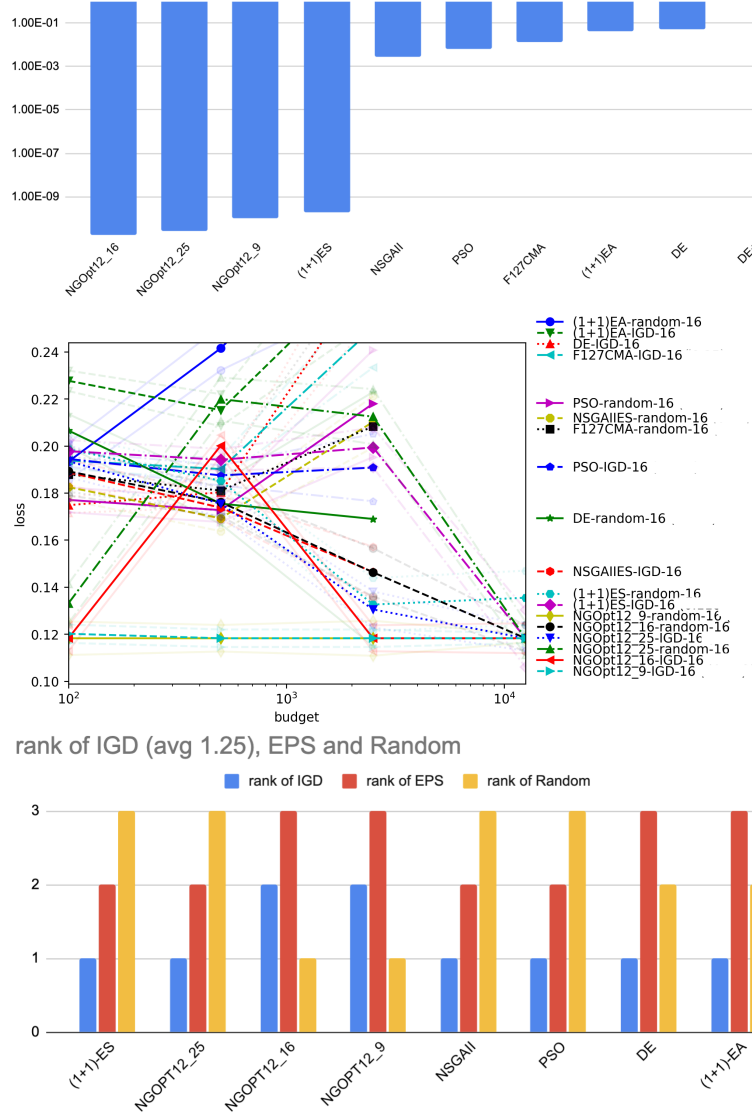 1.00E-01
1.00E-03
1.00E-05
1.00E-07
1.00E-09
NGOpt12_16
NGOpt12_25
NGOpt12_9
(1+1)ES
NSGAII
PSO
F127CMA
(1+1)EA
DE
(1+1)EA-random-16
(1+1)EA-IGD-16
DE-IGD-16
F127CMA-IGD-16
PSO-random-16
NSGAIIES-random-16
F127CMA-random-16
PSO-IGD-16
DE-random-16
NSGAIIES-IGD-16
(1+1)ES-random-16
(1+1)ES-IGD-16
NGOpt12_9-random-16
NGOpt12_16-random-16
NGOpt12_25-IGD-16
NGOpt12_25-random-16
NGOpt12_16-IGD-16
NGOpt12_9-IGD-16
0.24
0.22
0.20
0.18
0.16
0.14
0.12
0.10
loss
10²
10³
10⁴
budget
rank of IGD (avg 1.25), EPS and Random
rank of IGD rank of EPS rank of Random
3
2
1
0
(1+1)-ES
NGOPT12_25
NGOPT12_16
NGOPT12_9
NSGAII
PSO
DE
(1+1)-EA